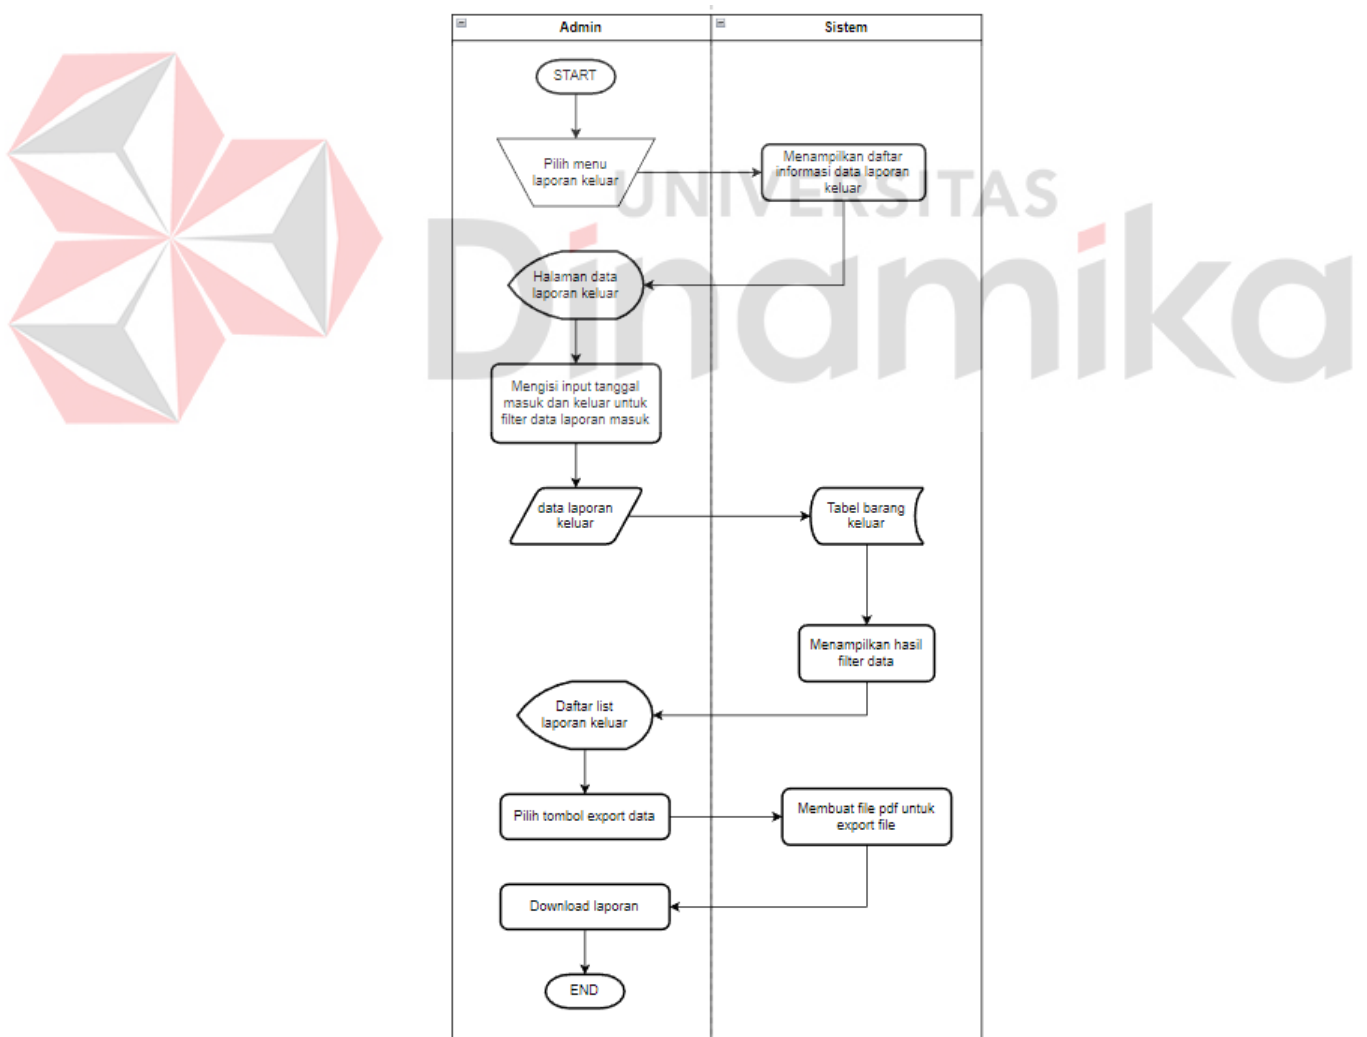 Admin
Sistem
START
Pilih menu
laporan keluar
Menampilkan daftar
informasi data laporan
keluar
UNIVERSITAS
Dinamika
Halaman data
laporan keluar
Mengisi input tanggal
masuk dan keluar untuk
filter data laporan masuk
data laporan
keluar
Tabel barang
keluar
Menampilkan hasil
filter data
Daftar list
laporan keluar
Pilih tombol export data
Membuat file pdf untuk
export file
Download laporan
END